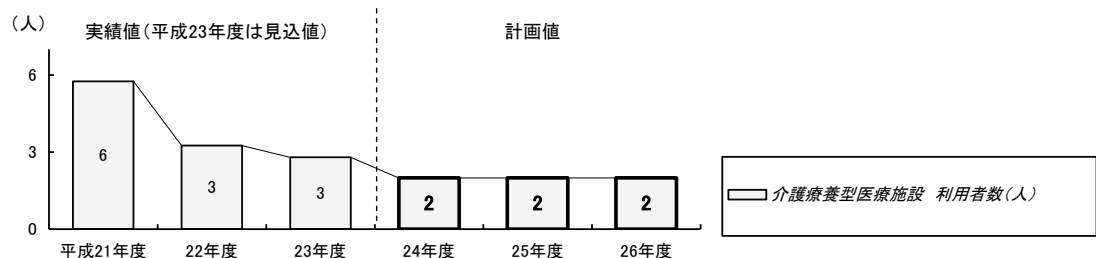 （人）
実績値（平成23年度は見込値）　計画値
6
3
0
6　3　3　2　2　2
平成21年度　22年度　23年度　24年度　25年度　26年度
介護療養型医療施設　利用者数（人）